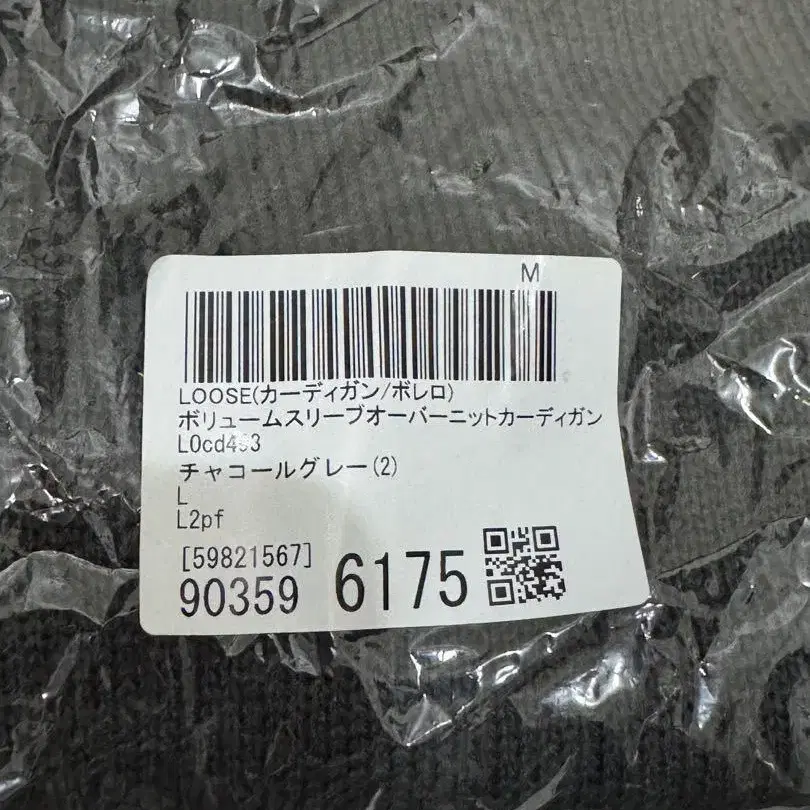 M
LOOSE(カーディガン/ボレロ)
ボリュームスリーブオーバーニットカーディガン
チャコールグレー(2)
L
L2pf
[59821567]
90359 6175